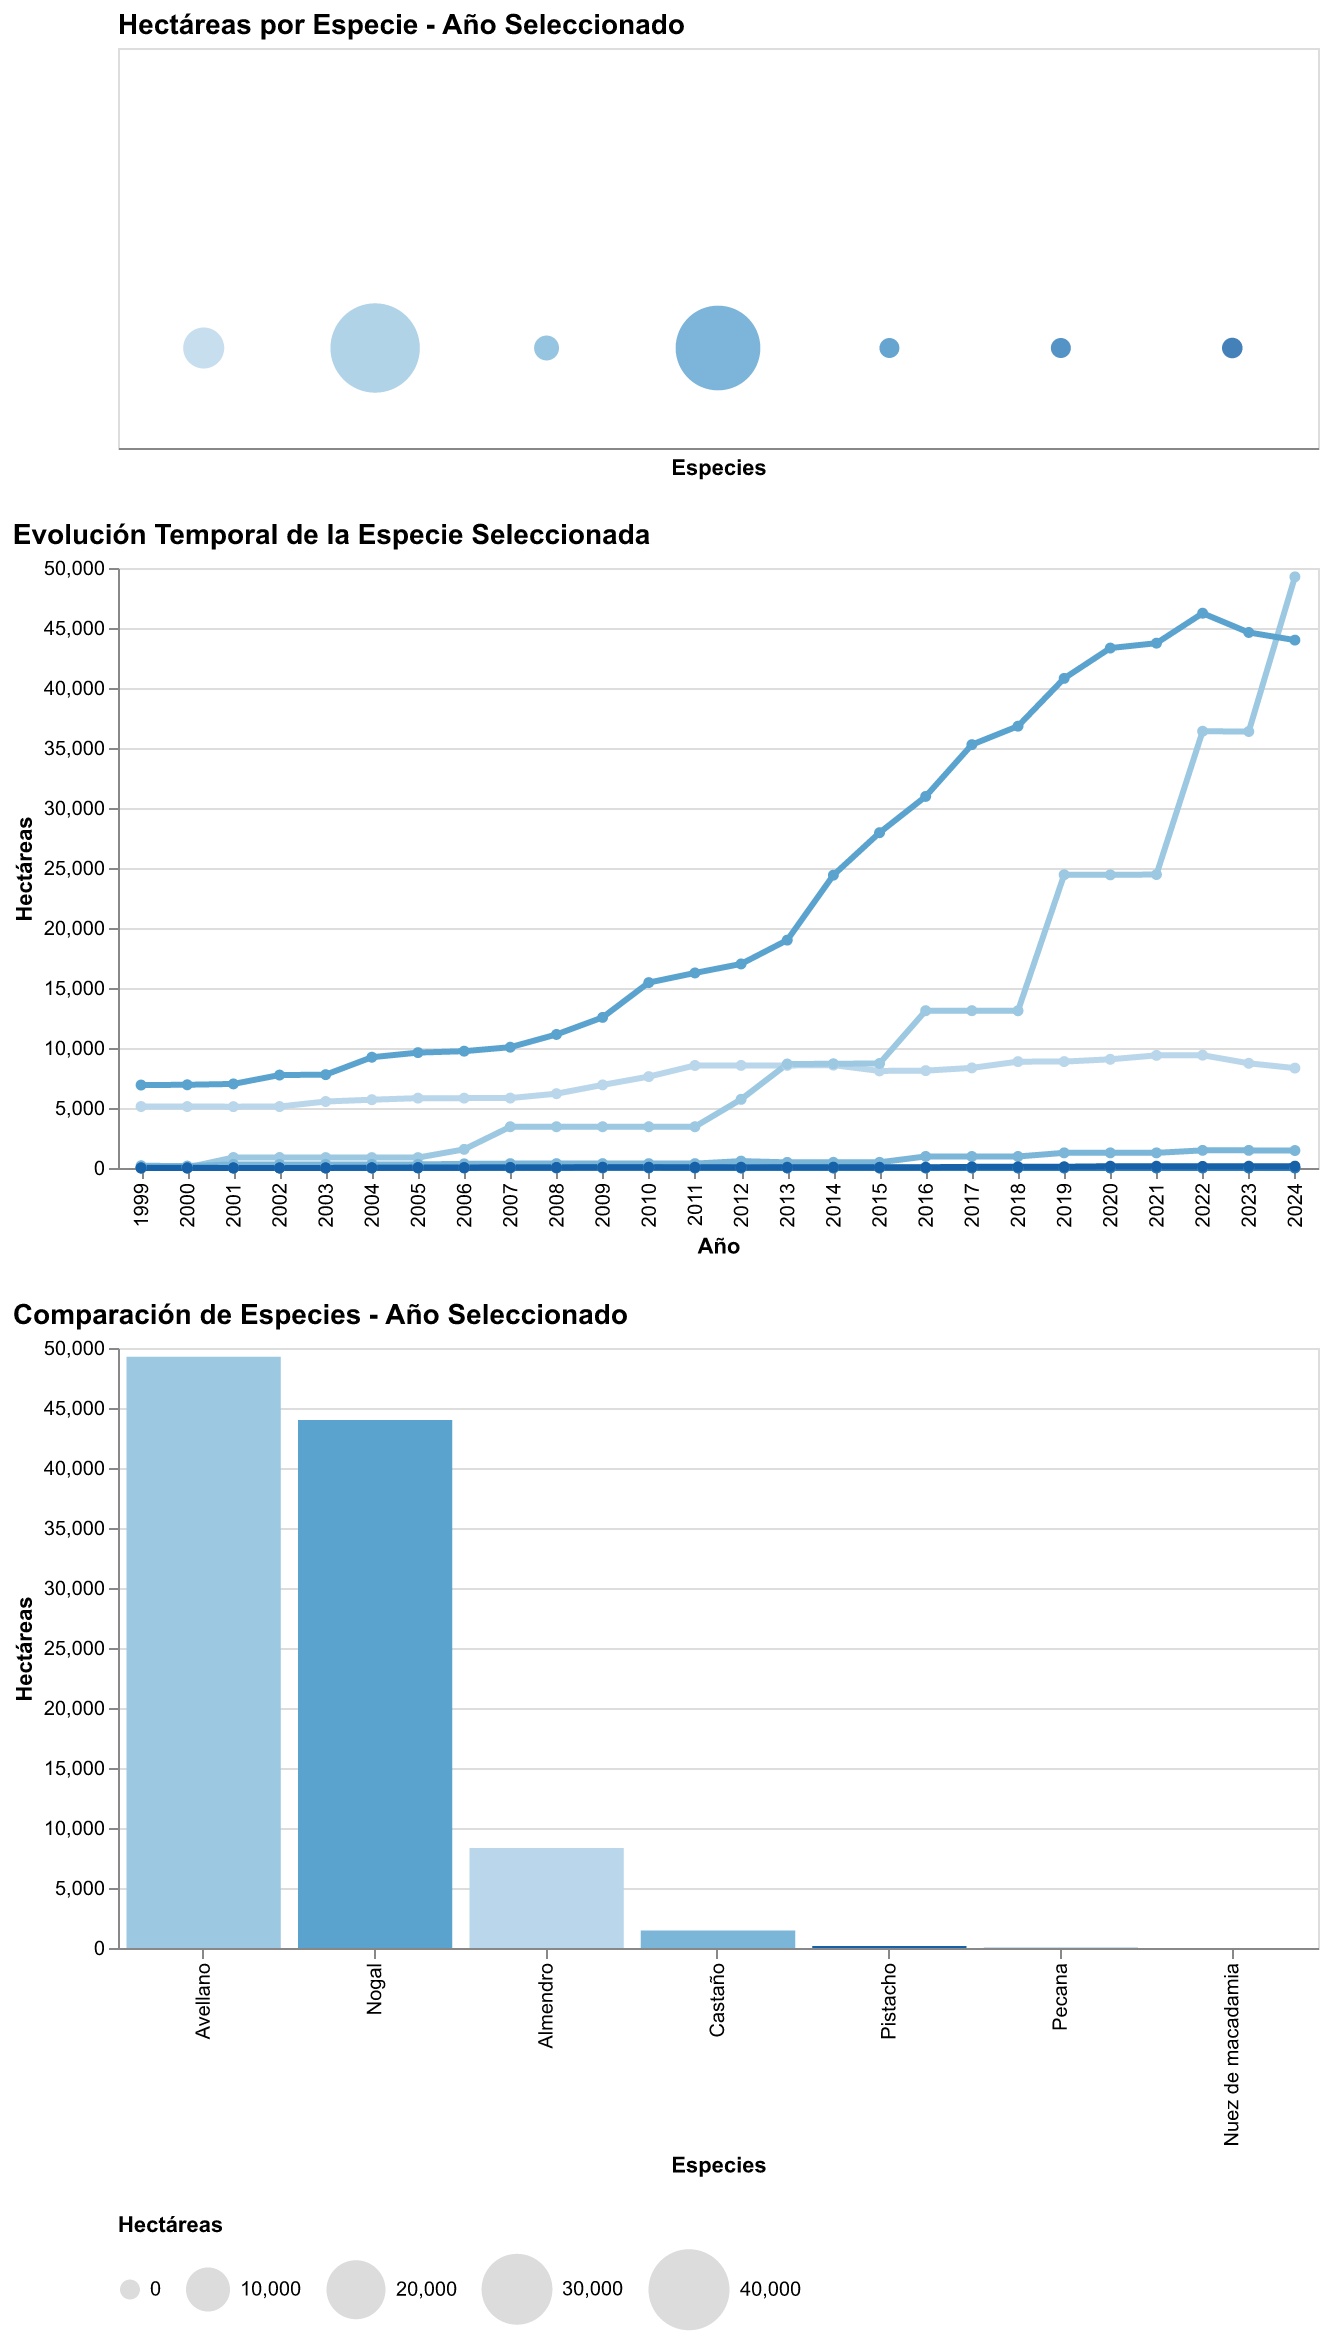 Hectáreas por Especie - Año Seleccionado
Especies
Evolución Temporal de la Especie Seleccionada
50,000
45,000
40,000
35,000
30,000
25,000
20,000
15,000
10,000
5,000
0
Hectáreas
1999 2000 2001 2002 2003 2004 2005 2006 2007 2008 2009 2010 2011 2012 2013 2014 2015 2016 2017 2018 2019 2020 2021 2022 2023 2024
Año
Comparación de Especies - Año Seleccionado
50,000
45,000
40,000
35,000
30,000
25,000
20,000
15,000
10,000
5,000
0
Hectáreas
Avellano
Nogal
Almendro
Castaño
Pistacho
Pecana
Nuez de macadamia
Especies
Hectáreas
0 10,000 20,000 30,000 40,000